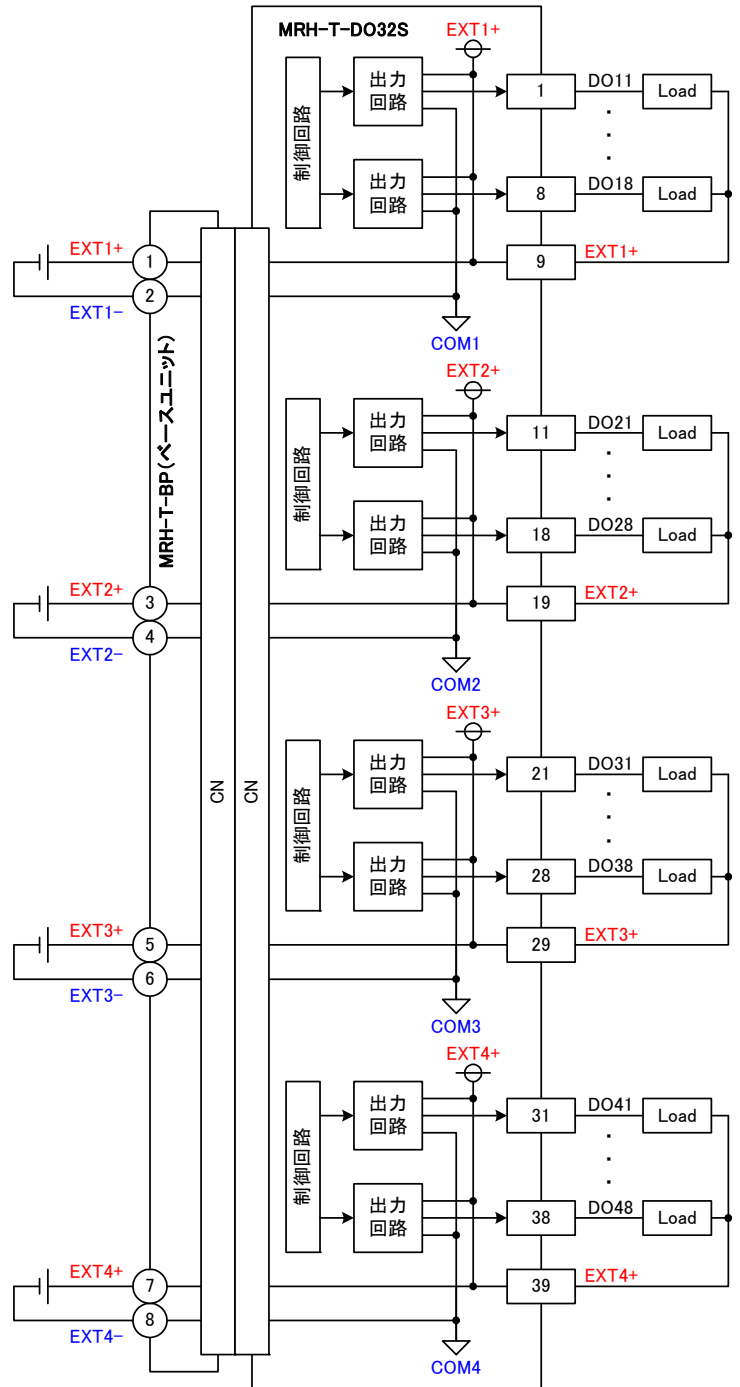 MRH-T-DO32S
EXT1+
制御回路
出力
回路
1
DO11
Load
出力
回路
8
DO18
Load
EXT1+
1
9
EXT1+
2
EXT1-
COM1
MRH-T-BP(ベースユニット)
CN
CN
EXT2+
制御回路
出力
回路
11
DO21
Load
出力
回路
18
DO28
Load
EXT2+
3
19
EXT2+
4
EXT2-
COM2
EXT3+
制御回路
出力
回路
21
DO31
Load
出力
回路
28
DO38
Load
EXT3+
5
29
EXT3+
6
EXT3-
COM3
EXT4+
制御回路
出力
回路
31
DO41
Load
出力
回路
38
DO48
Load
EXT4+
7
39
EXT4+
8
EXT4-
COM4